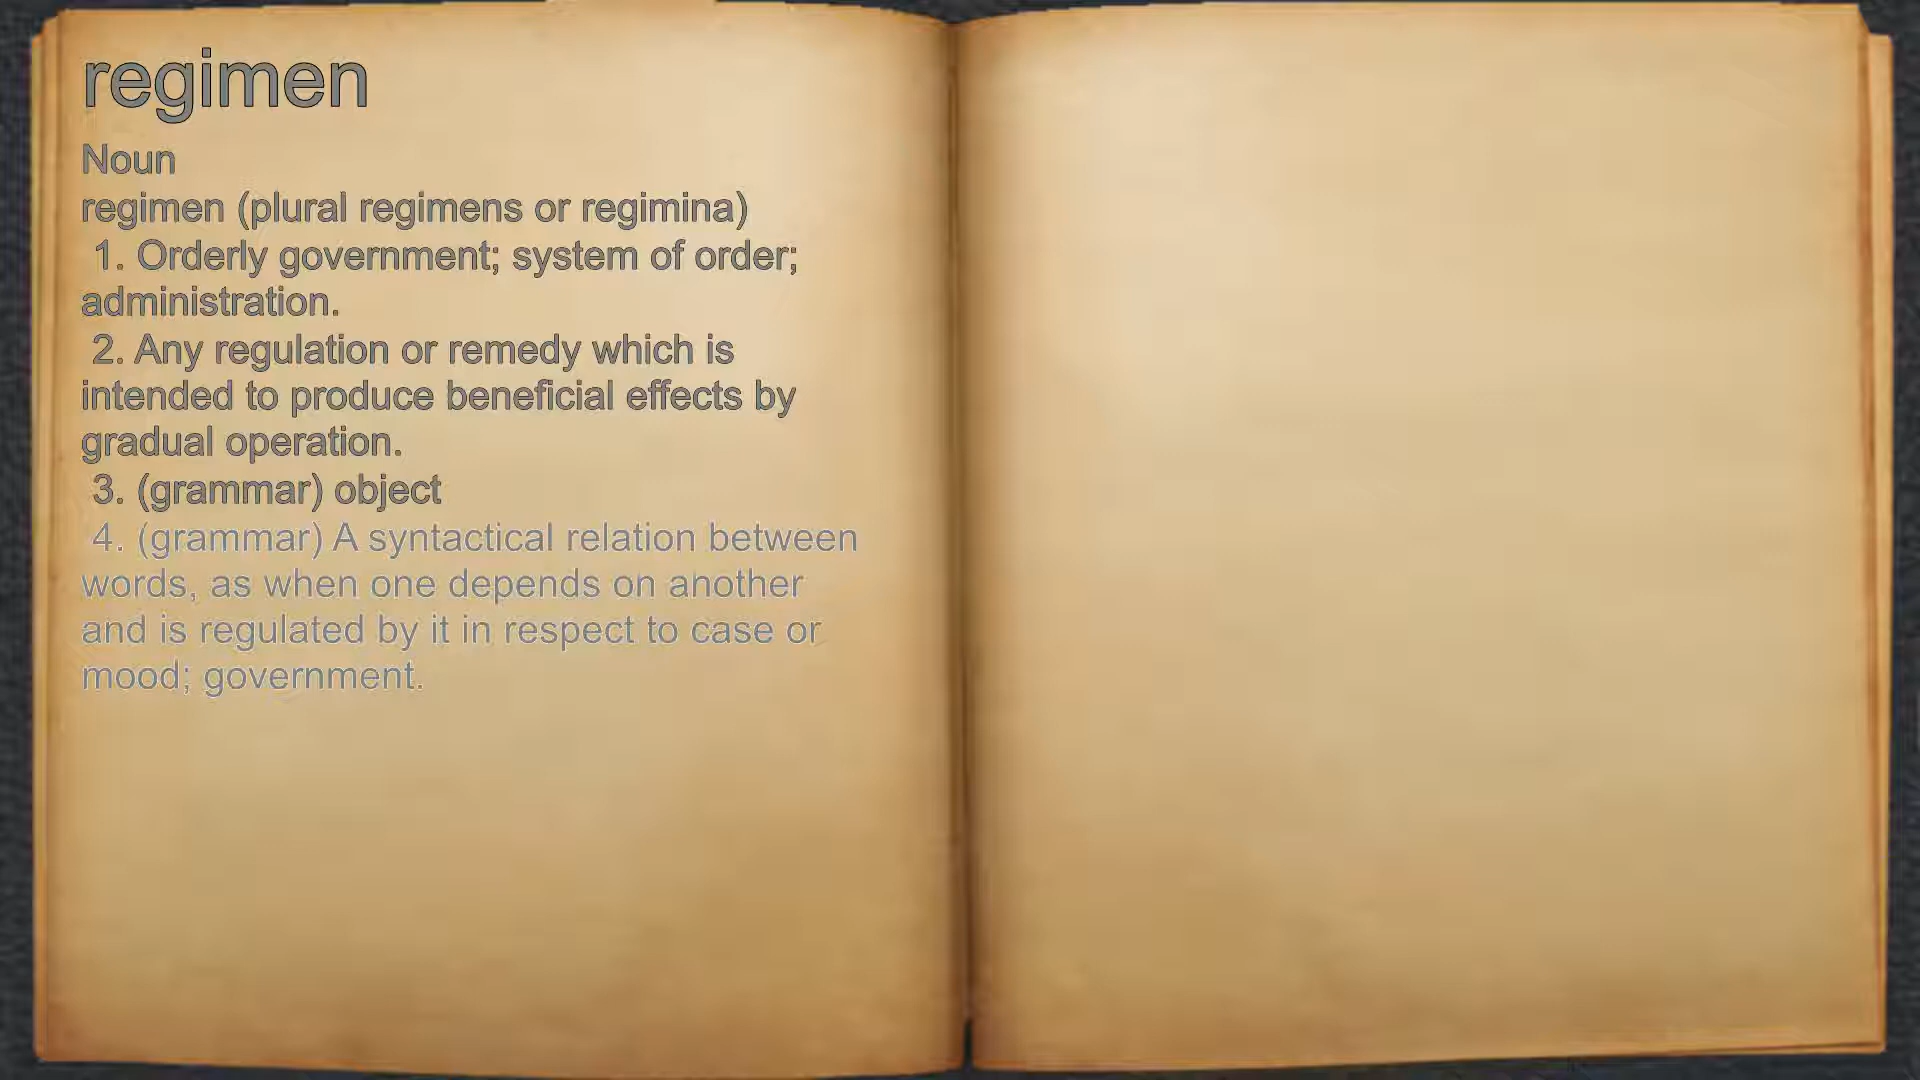 regimen
Noun
regimen (plural regimens or regimina)
1. Orderly government; system of order;
administration.
2. Any regulation or remedy which is
intended to produce beneficial effects by
gradual operation.
3. (grammar) object
4. (grammar) A syntactical relation between
words, as when one depends on another
and is regulated by it in respect to case or
mood; government.